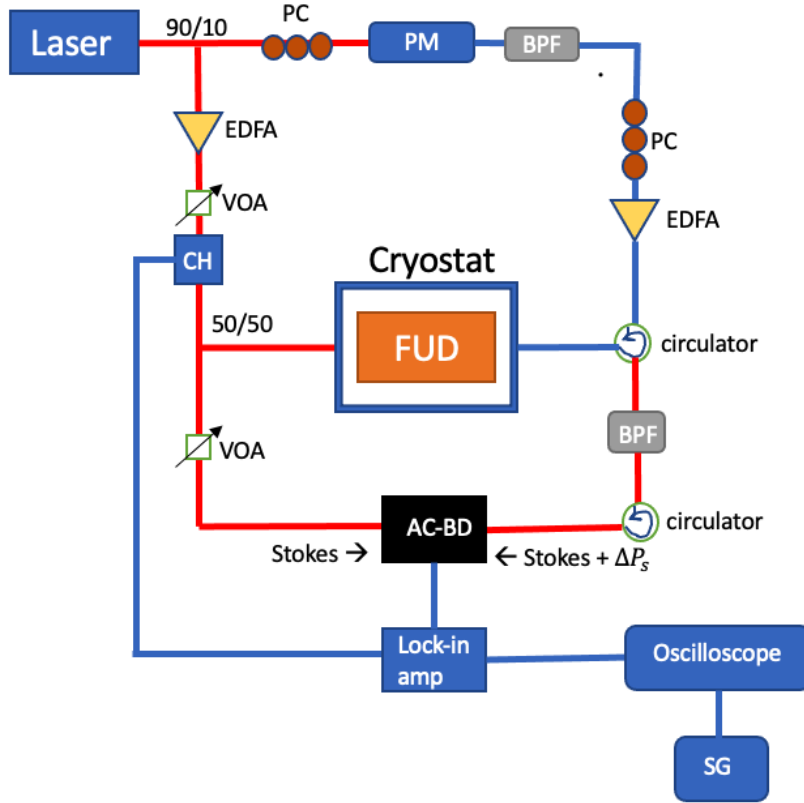 PC
90/10
Laser
PM
BPF
EDFA
PC
VOA
EDFA
CH
Cryostat
50/50
FUD
circulator
VOA
BPF
AC-BD
circulator
Stokes →
← Stokes + ΔPₛ
Lock-in
amp
Oscilloscope
SG